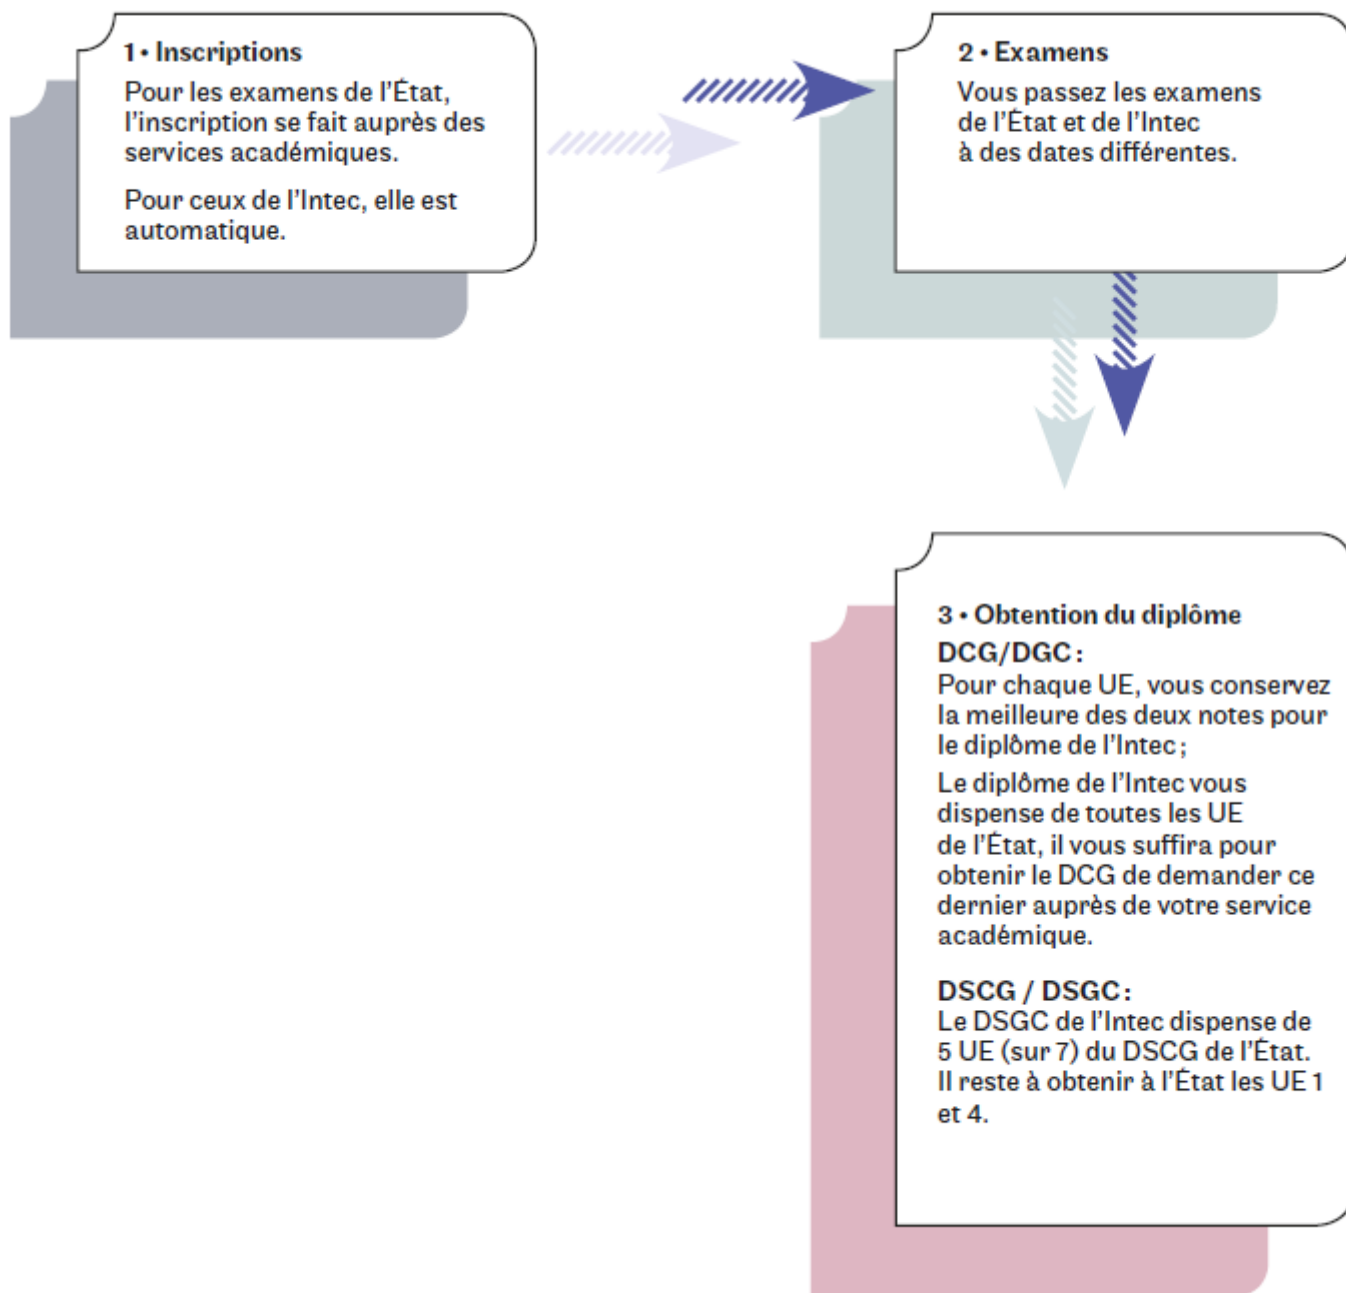 1 • Inscriptions
Pour les examens de l’État,
l’inscription se fait auprès des
services académiques.
Pour ceux de l’Intec, elle est
automatique.
2 • Examens
Vous passez les examens
de l’État et de l’Intec
à des dates différentes.
3 • Obtention du diplôme
DCG/DGC :
Pour chaque UE, vous conservez
la meilleure des deux notes pour
le diplôme de l’Intec ;
Le diplôme de l’Intec vous
dispense de toutes les UE
de l’État, il vous suffira pour
obtenir le DCG de demander ce
dernier auprès de votre service
académique.
DSCG / DSGC :
Le DSGC de l’Intec dispense de
5 UE (sur 7) du DSCG de l’État.
Il reste à obtenir à l’État les UE 1
et 4.